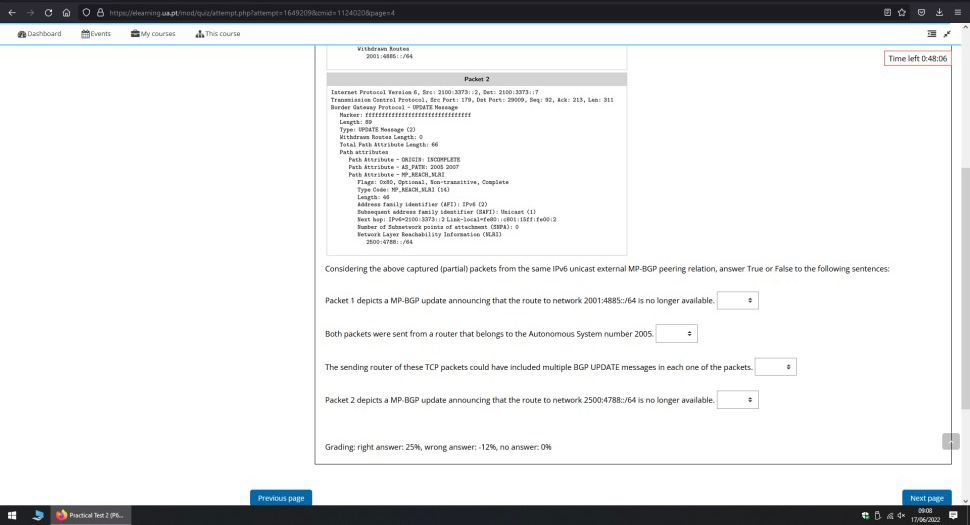 https://elearning.ua.pt/mod/quiz/attempt.php?attempt=1649209&cmid=1124020&page=4
Dashboard Events My courses This course
Time left 0:48:06
Withdrawn Routes
2001:4885::/64
Packet 2
Internet Protocol Version 6, Src: 2100:3373::2, Dst: 2100:3373::7
Transmission Control Protocol, Src Port: 179, Dst Port: 29009, Seq: 92, Ack: 213, Len: 311
Border Gateway Protocol - UPDATE Message
Marker: ffffffffffffffffffffffffffffffff
Length: 89
Type: UPDATE Message (2)
Withdrawn Routes Length: 0
Total Path Attribute Length: 66
Path attributes
Path Attribute - ORIGIN: INCOMPLETE
Path Attribute - AS_PATH: 2005 2007
Path Attribute - MP_REACH_NLRI
Flags: 0x80, Optional, Non-transitive, Complete
Type Code: MP_REACH_NLRI (14)
Length: 46
Address family identifier (AFI): IPv6 (2)
Subsequent address family identifier (SAFI): Unicast (1)
Next hop: IPv6=2100:3373::2 Link-local=fe80::c801:15ff:fe00:2
Number of Subnetwork points of attachment (SNPA): 0
Network Layer Reachability Information (NLRI)
2500:4788::/64
Considering the above captured (partial) packets from the same IPv6 unicast external MP-BGP peering relation, answer True or False to the following sentences:
Packet 1 depicts a MP-BGP update announcing that the route to network 2001:4885::/64 is no longer available.
Both packets were sent from a router that belongs to the Autonomous System number 2005.
The sending router of these TCP packets could have included multiple BGP UPDATE messages in each one of the packets.
Packet 2 depicts a MP-BGP update announcing that the route to network 2500:4788::/64 is no longer available.
Grading: right answer: 25%, wrong answer: -12%, no answer: 0%
Previous page Next page
Practical Test 2 (P6...
09:08
17/06/2022